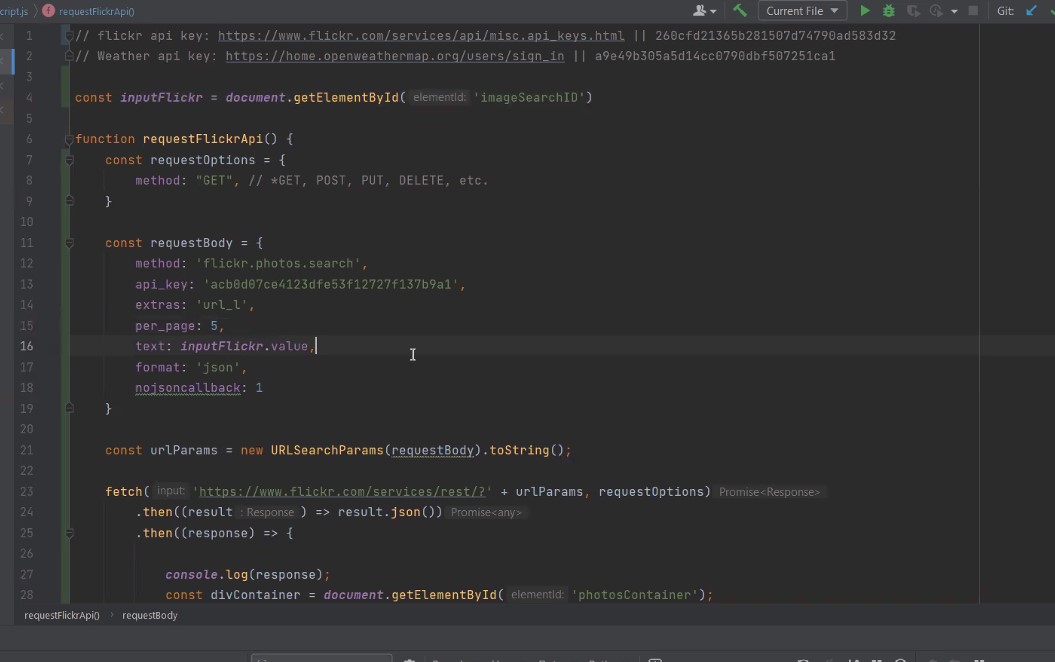 cript.js requestFlickrApi() Current File Git:
1 // flickr api key: https://www.flickr.com/services/api/misc.api_keys.html || 260cfd21365b281507d74790ad583d32
2 // Weather api key: https://home.openweathermap.org/users/sign_in || a9e49b305a5d14cc0790dbf507251ca1
3
4 const inputFlickr = document.getElementById( elementId: 'imageSearchID')
5
6 function requestFlickrApi() {
7 const requestOptions = {
8 method: "GET", // *GET, POST, PUT, DELETE, etc.
9 }
10
11 const requestBody = {
12 method: 'flickr.photos.search',
13 api_key: 'acb0d07ce4123dfe53f12727f137b9a1',
14 extras: 'url_l',
15 per_page: 5,
16 text: inputFlickr.value,
17 format: 'json',
18 nojsoncallback: 1
19 }
20
21 const urlParams = new URLSearchParams(requestBody).toString();
22
23 fetch( input: 'https://www.flickr.com/services/rest/?' + urlParams, requestOptions) Promise<Response>
24 .then((result : Response ) => result.json()) Promise<any>
25 .then((response) => {
26
27 console.log(response);
28 const divContainer = document.getElementById( elementId: 'photosContainer');
requestFlickrApi() requestBody